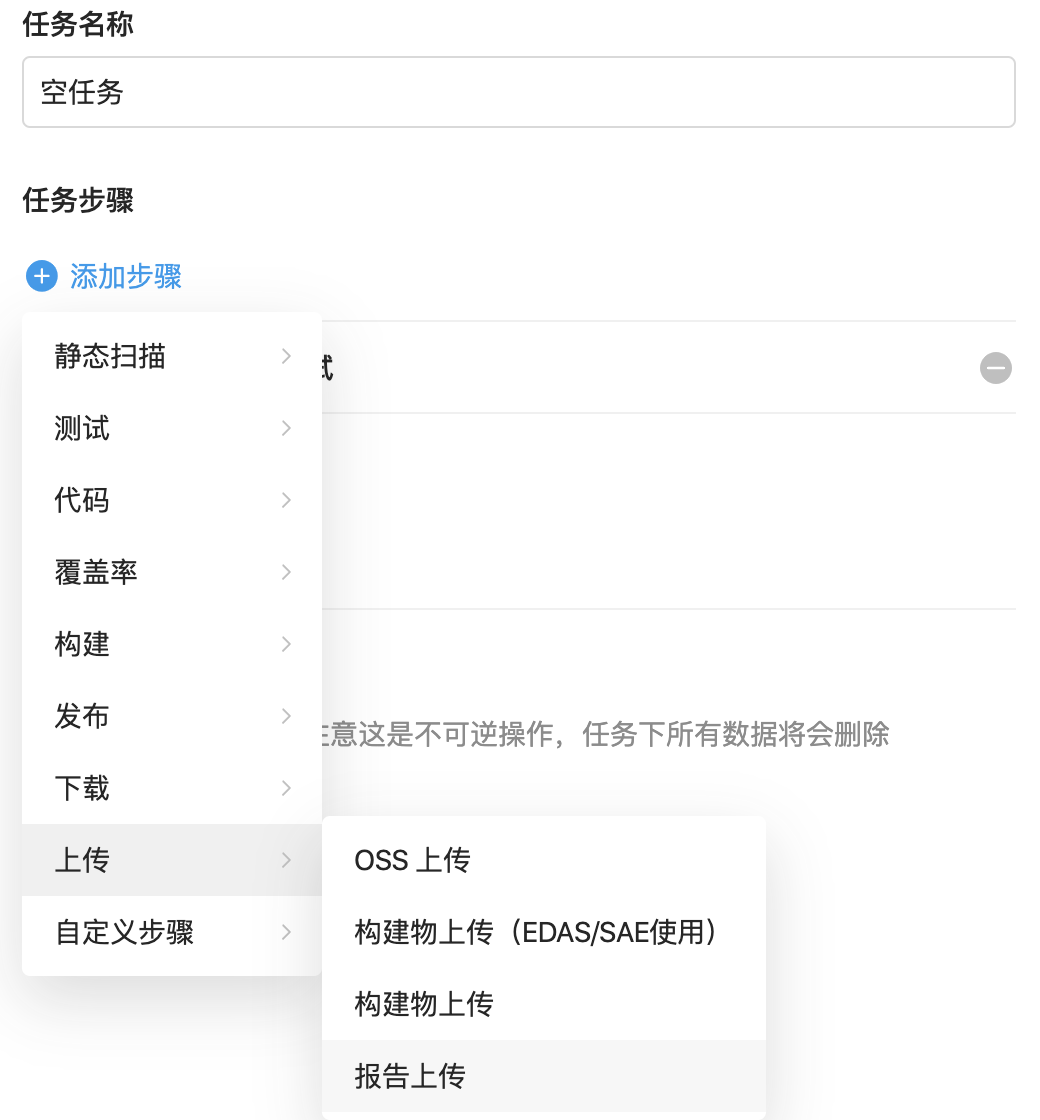 任务名称
空任务
任务步骤
添加步骤
静态扫描
测试
代码
覆盖率
构建
发布
下载
意这是不可逆操作，任务下所有数据将会删除
上传
自定义步骤
OSS 上传
构建物上传（EDAS/SAE使用）
构建物上传
报告上传